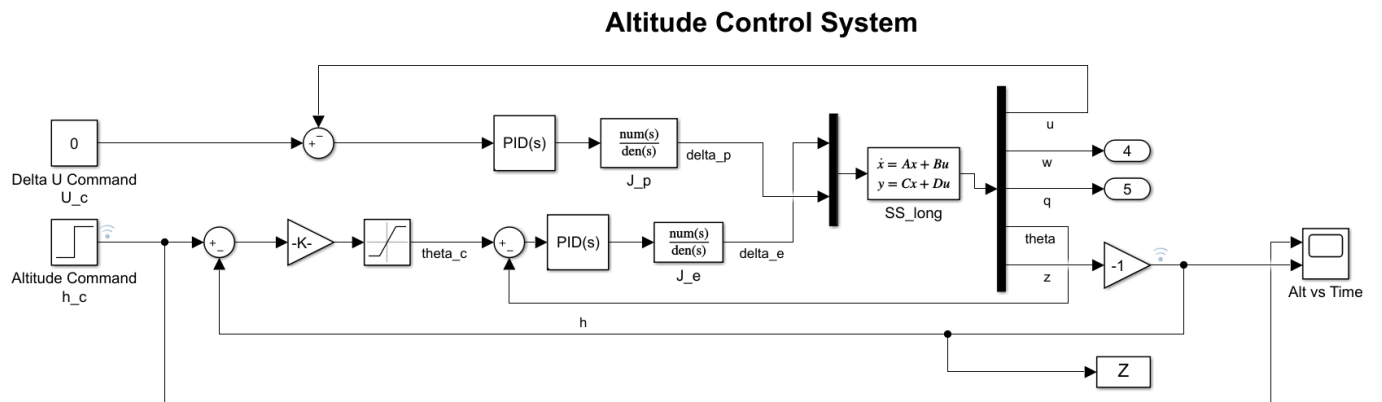 Altitude Control System
0
Delta U Command
U_c
+
−
PID(s)
num(s)
den(s)
J_p
delta_p
ẋ = Ax + Bu
y = Cx + Du
SS_long
u
w
q
theta
z
4
5
Altitude Command
h_c
+
−
-K-
theta_c
+
−
PID(s)
num(s)
den(s)
J_e
delta_e
-1
Alt vs Time
h
Z